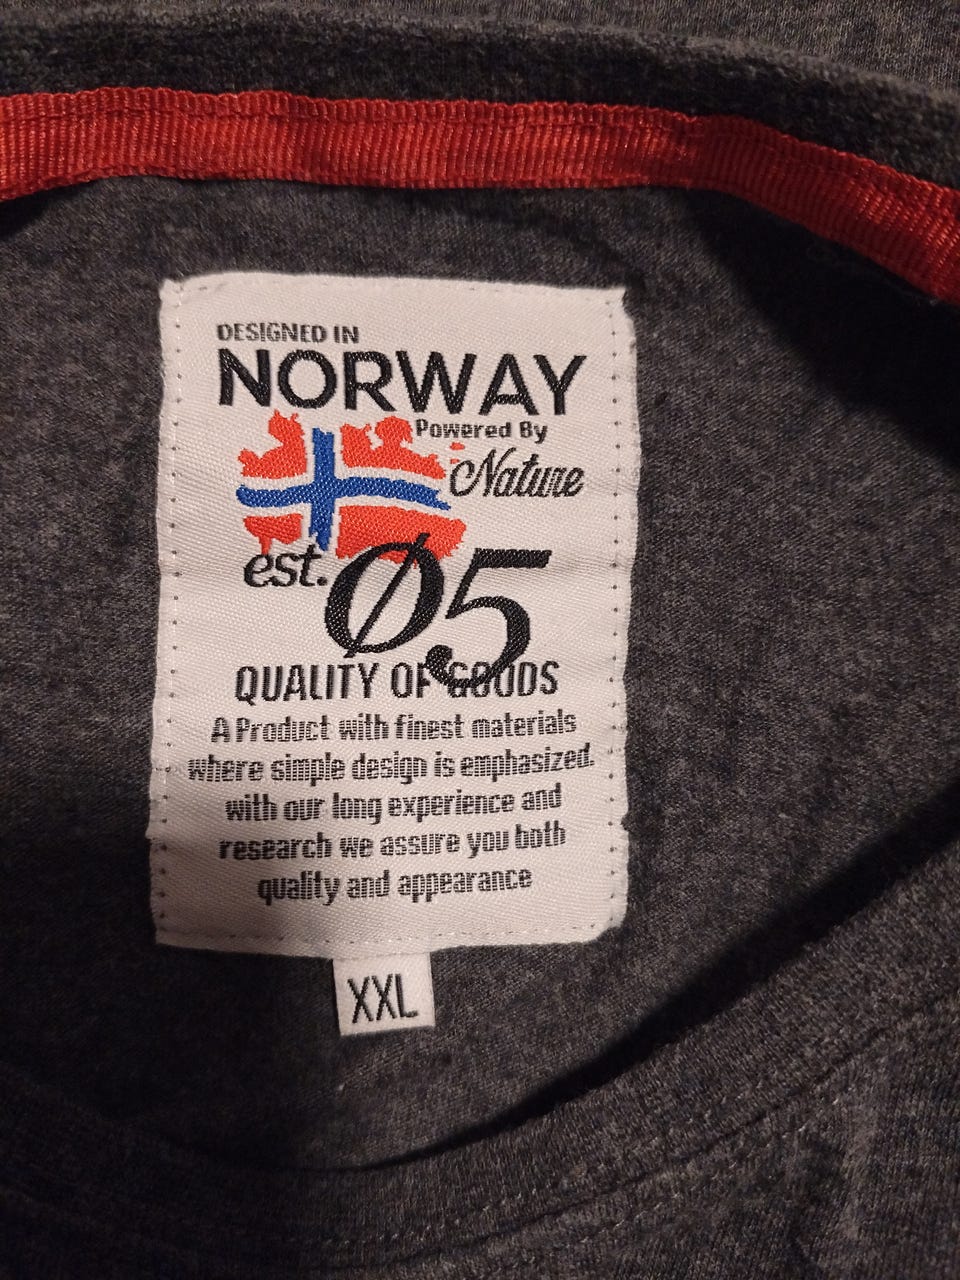 DESIGNED IN
NORWAY
Powered By
Nature
est. Ø5
QUALITY OF GOODS
A Product with finest materials
where simple design is emphasized.
with our long experience and
research we assure you both
quality and appearance
XXL